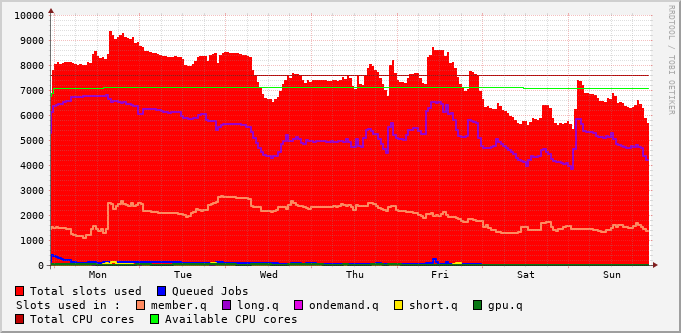 RRDTOOL / TOBI OETIKER
10000
9000
8000
7000
6000
5000
4000
3000
2000
1000
0
Mon Tue Wed Thu Fri Sat Sun
Total slots used Queued Jobs
Slots used in : member.q long.q ondemand.q short.q gpu.q
Total CPU cores Available CPU cores